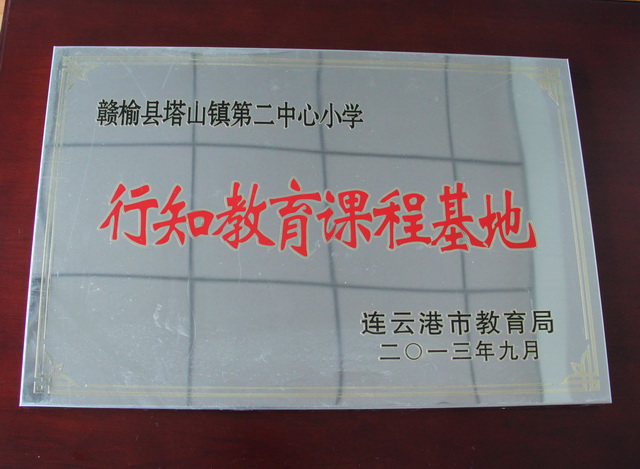 赣榆县塔山镇第二中心小学
行知教育课程基地
连云港市教育局
二〇一三年九月